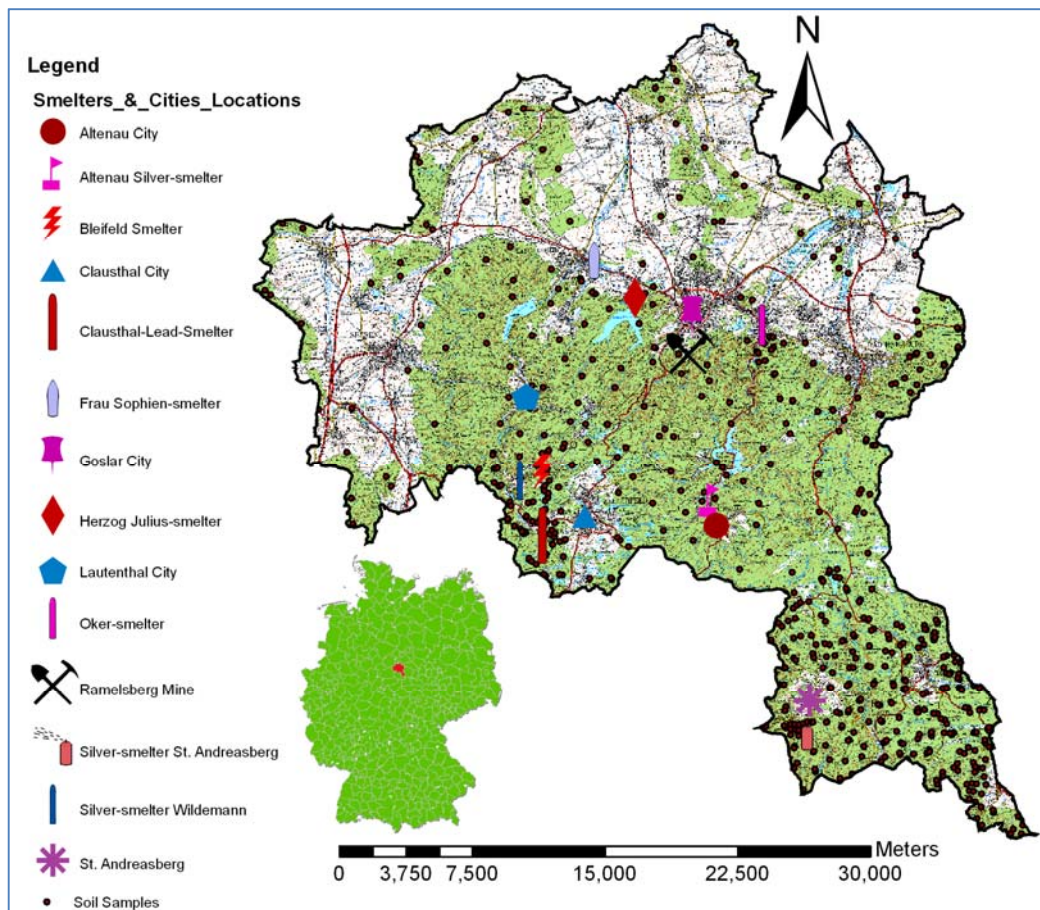 N
Legend
Smelters_&_Cities_Locations
Altenau City
Altenau Silver-smelter
Bleifeld Smelter
Clausthal City
Clausthal-Lead-Smelter
Frau Sophien-smelter
Goslar City
Herzog Julius-smelter
Lautenthal City
Oker-smelter
Ramelsberg Mine
Silver-smelter St. Andreasberg
Silver-smelter Wildemann
St. Andreasberg
Soil Samples
Meters
0 3,750 7,500 15,000 22,500 30,000